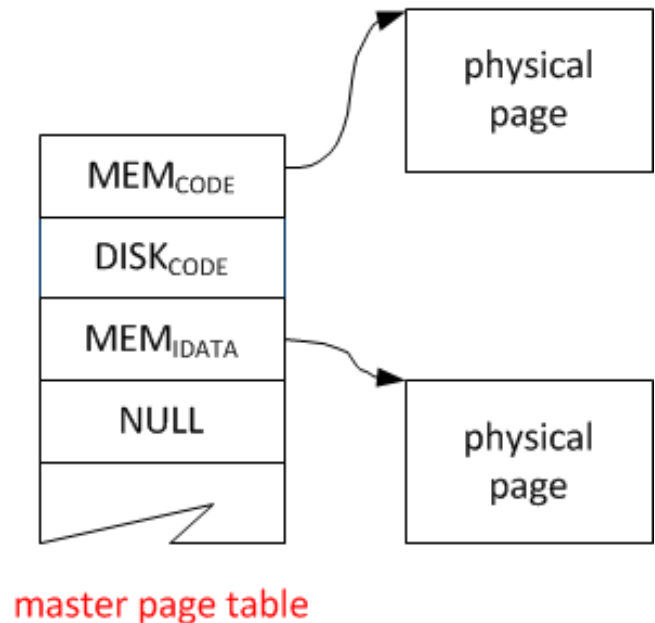 physical
page
MEMCODE
DISKCODE
MEMIDATA
NULL
physical
page
master page table